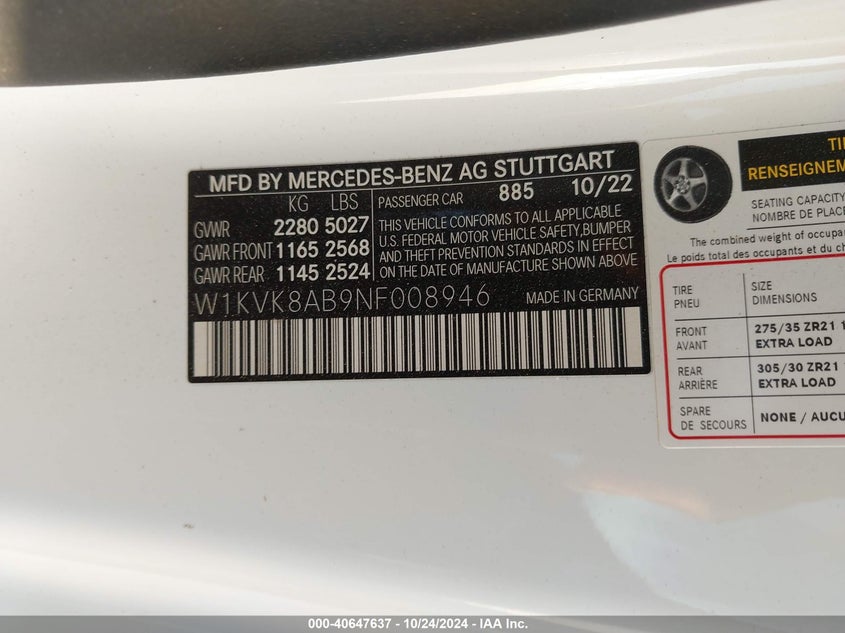 MFD BY MERCEDES-BENZ AG STUTTGART
KG LBS PASSENGER CAR 885 10/22
GVWR 2280 5027
GAWR FRONT 1165 2568
GAWR REAR 1145 2524
THIS VEHICLE CONFORMS TO ALL APPLICABLE
U.S. FEDERAL MOTOR VEHICLE SAFETY,BUMPER
AND THEFT PREVENTION STANDARDS IN EFFECT
ON THE DATE OF MANUFACTURE SHOWN ABOVE
W1KVK8AB9NF008946 MADE IN GERMANY
RENSEIGNEM
SEATING CAPACITY
NOMBRE DE PLACE
The combined weight of occupa
Le poids total des occupants et du ch
TIRE SIZE
PNEU DIMENSIONS
FRONT 275/35 ZR21 1
AVANT EXTRA LOAD
REAR 305/30 ZR21
ARRIÈRE EXTRA LOAD
SPARE NONE / AUCU
DE SECOURS
000-40647637 - 10/24/2024 - IAA Inc.